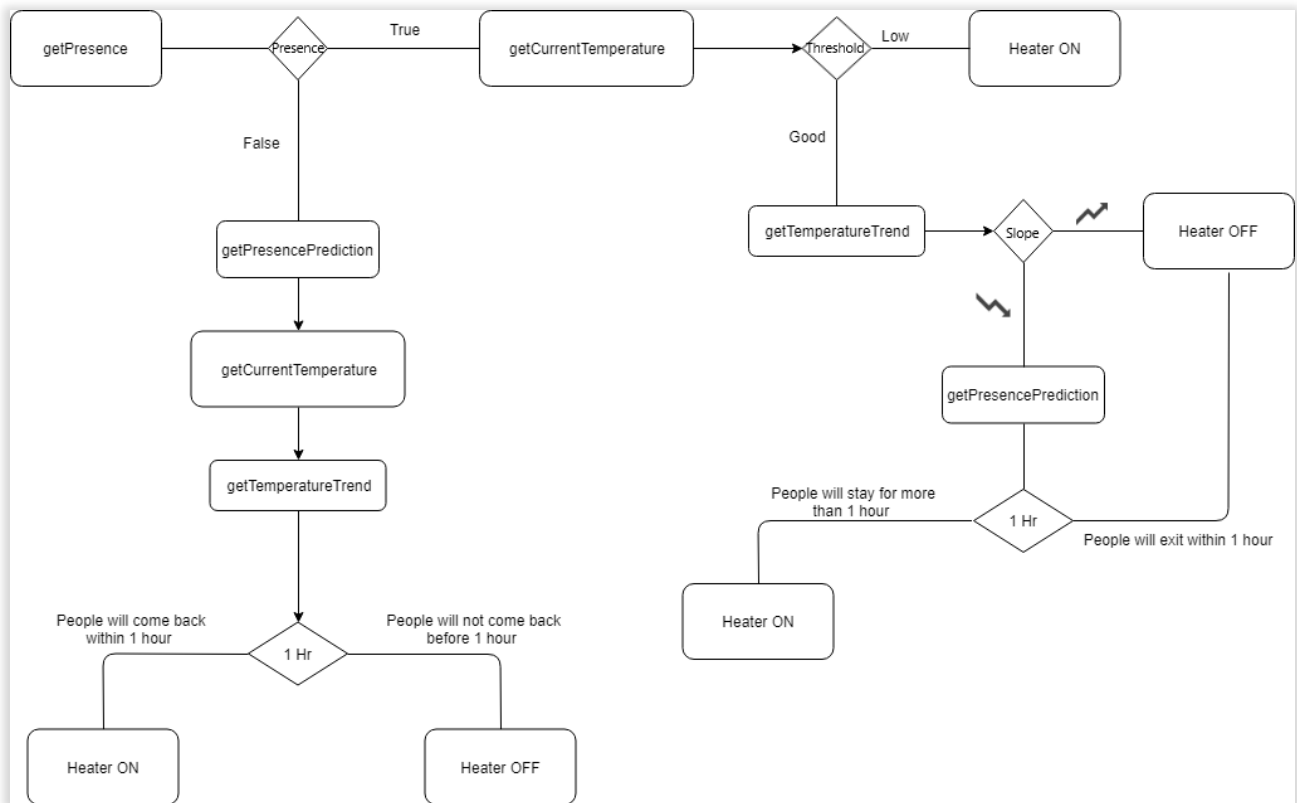 getPresence
Presence
True
getCurrentTemperature
Threshold
Low
Heater ON
False
Good
getPresencePrediction
getTemperatureTrend
Slope
Heater OFF
getCurrentTemperature
getPresencePrediction
getTemperatureTrend
People will stay for more
than 1 hour
1 Hr
People will exit within 1 hour
Heater ON
People will come back
within 1 hour
People will not come back
before 1 hour
1 Hr
Heater ON
Heater OFF